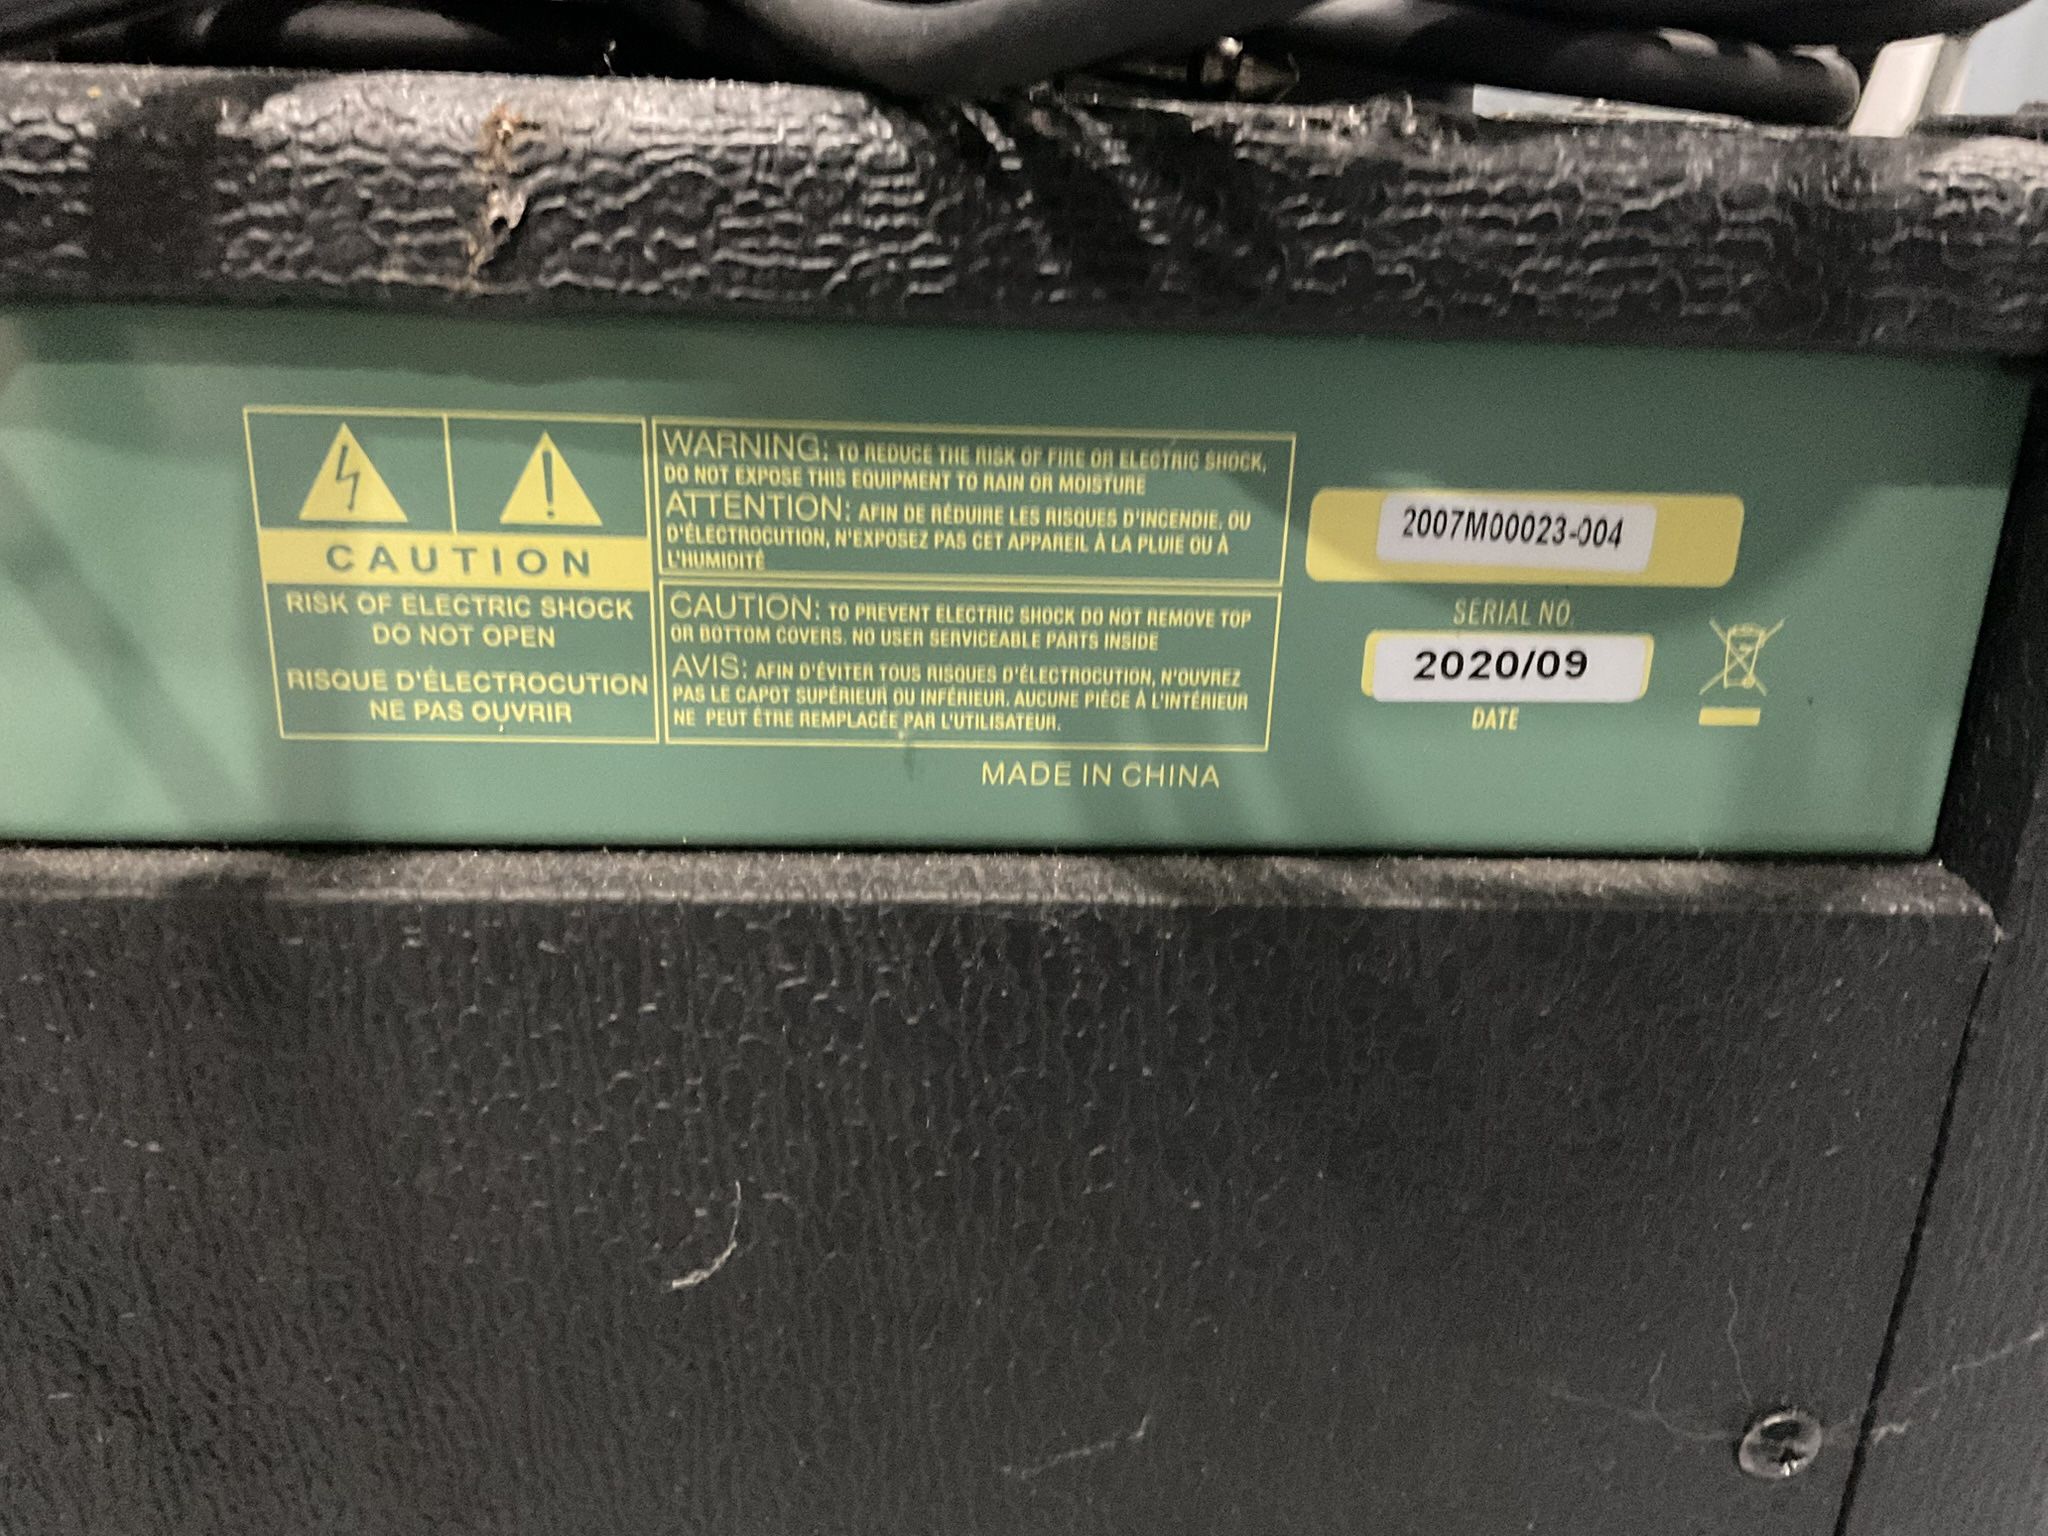 CAUTION
RISK OF ELECTRIC SHOCK
DO NOT OPEN
RISQUE D'ÉLECTROCUTION
NE PAS OUVRIR
WARNING: TO REDUCE THE RISK OF FIRE OR ELECTRIC SHOCK,
DO NOT EXPOSE THIS EQUIPMENT TO RAIN OR MOISTURE
ATTENTION: AFIN DE RÉDUIRE LES RISQUES D'INCENDIE, OU
D'ÉLECTROCUTION, N'EXPOSEZ PAS CET APPAREIL À LA PLUIE OU À
L'HUMIDITÉ
CAUTION: TO PREVENT ELECTRIC SHOCK DO NOT REMOVE TOP
OR BOTTOM COVERS. NO USER SERVICEABLE PARTS INSIDE
AVIS: AFIN D'ÉVITER TOUS RISQUES D'ÉLECTROCUTION, N'OUVREZ
PAS LE CAPOT SUPÉRIEUR OU INFÉRIEUR. AUCUNE PIÈCE À L'INTÉRIEUR
NE PEUT ÊTRE REMPLACÉE PAR L'UTILISATEUR.
MADE IN CHINA
2007M00023-004
SERIAL NO.
2020/09
DATE